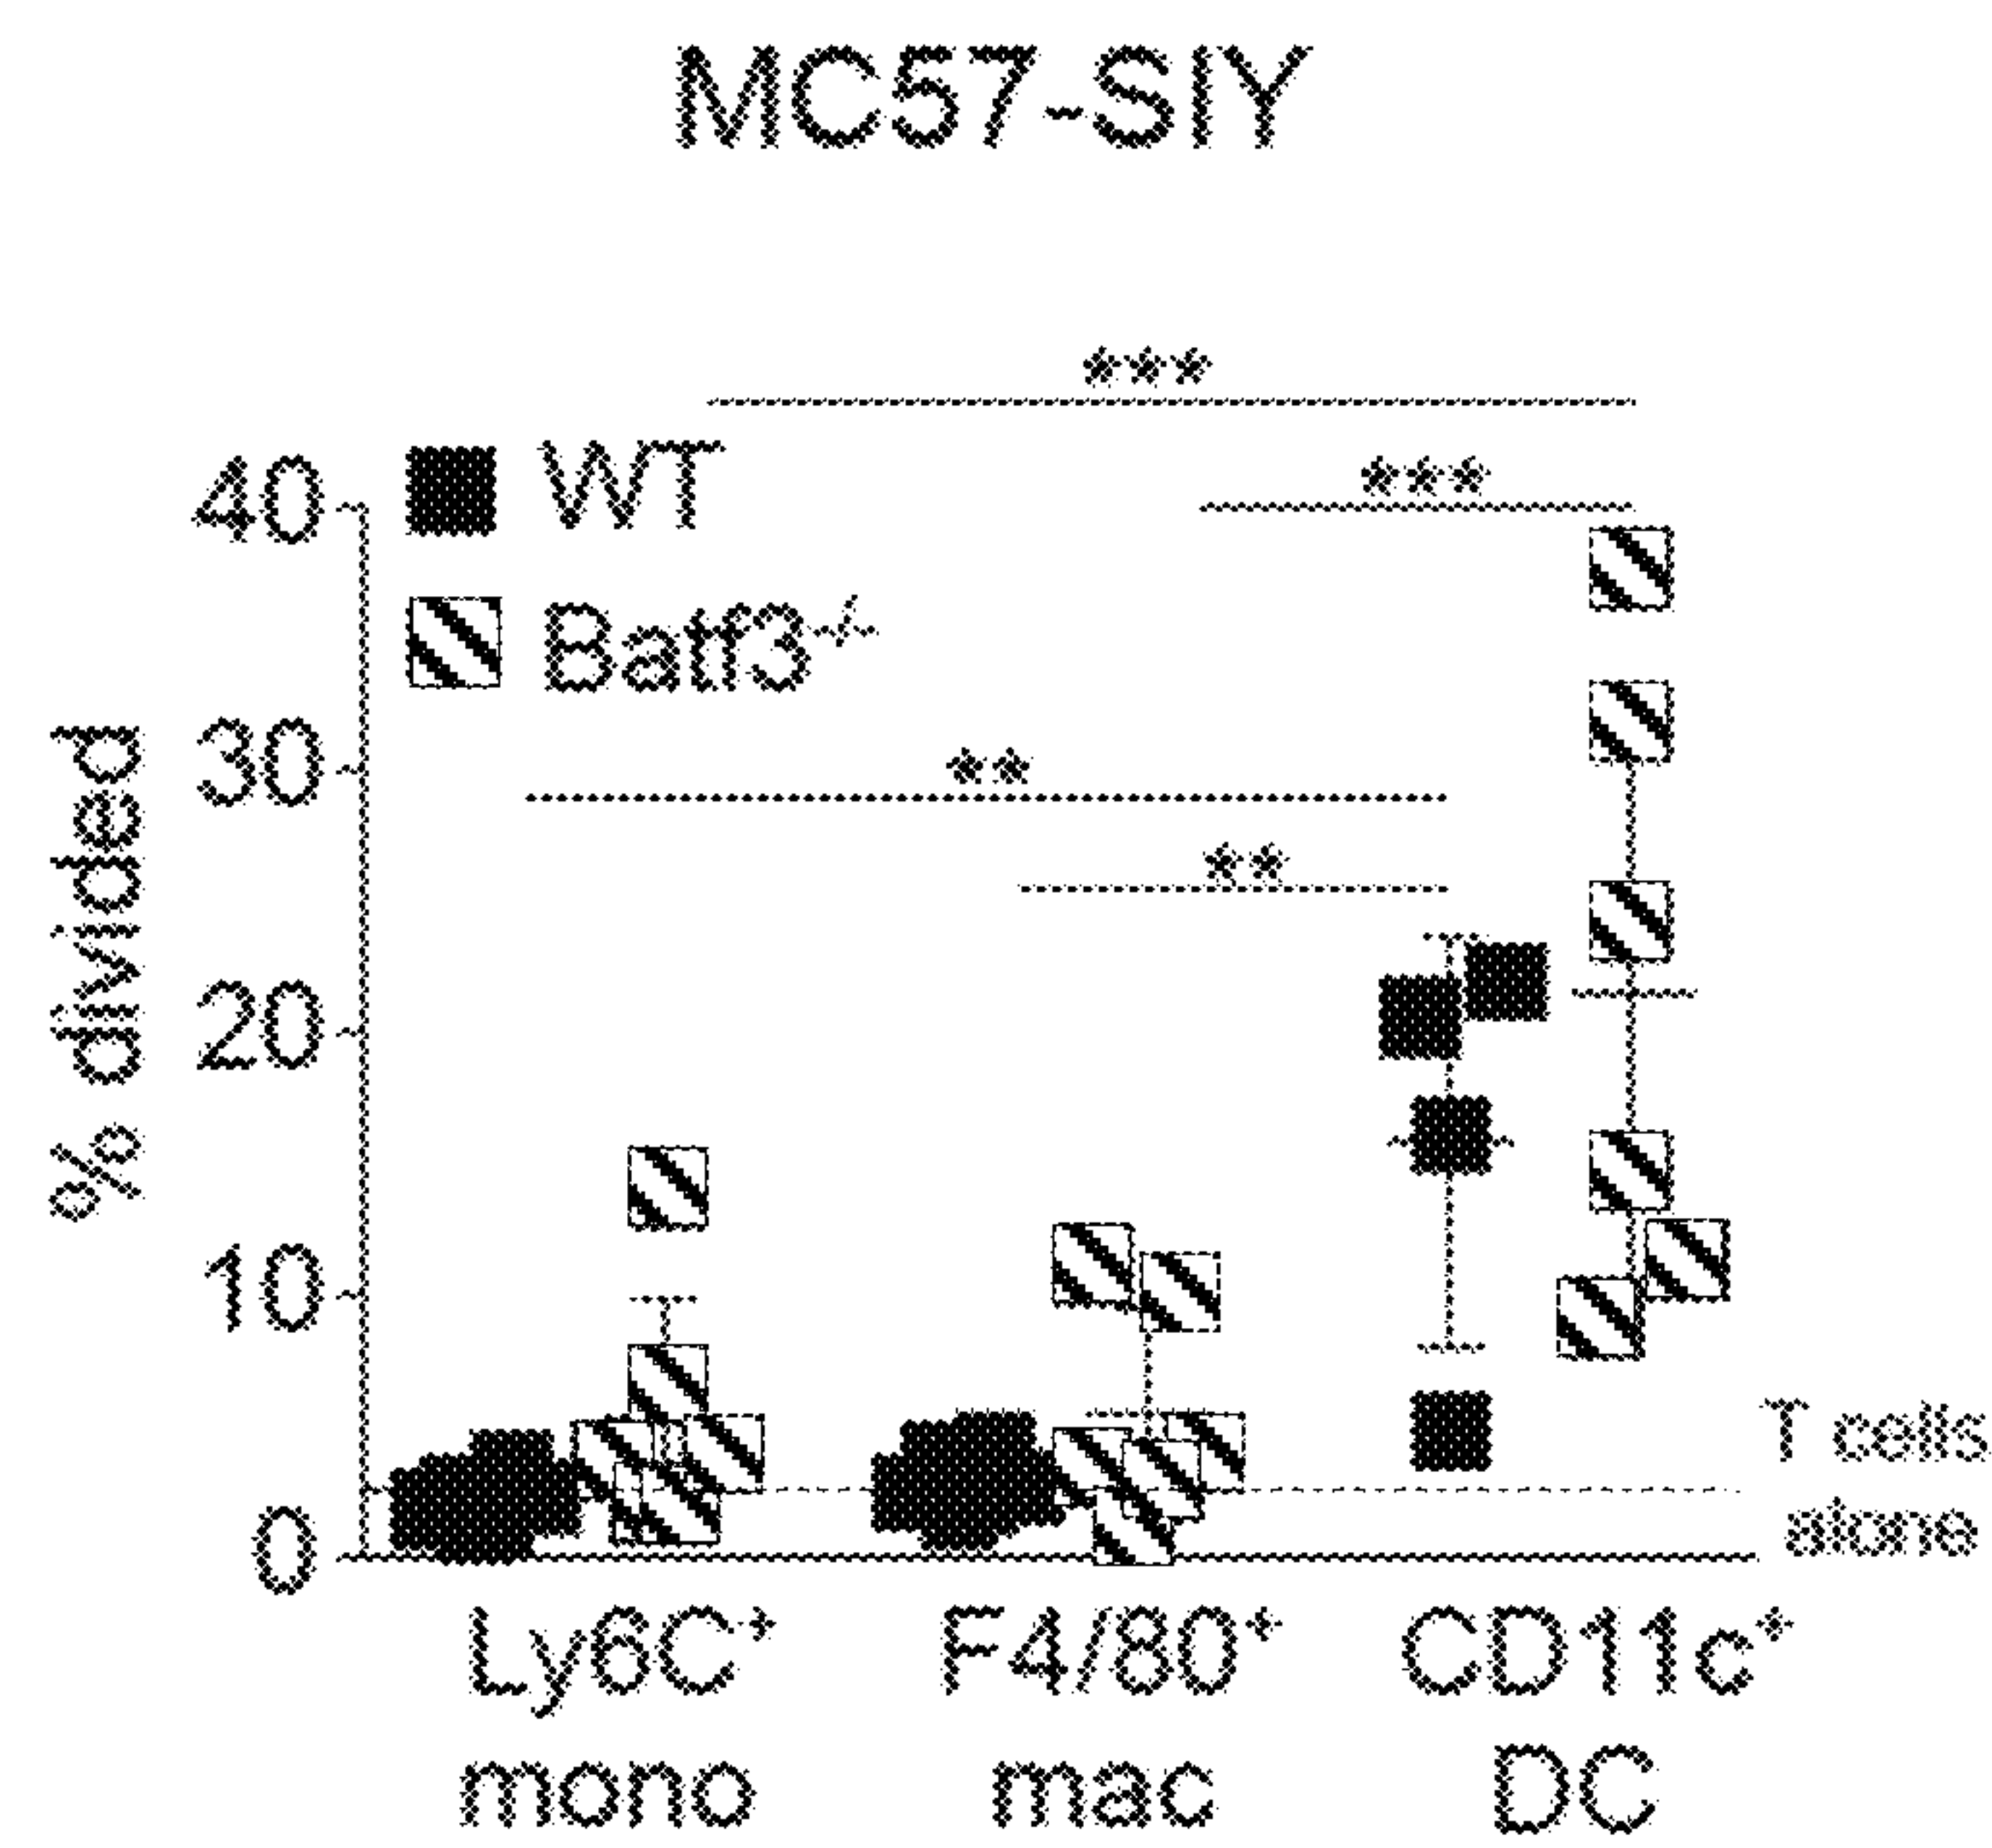 MC57-SIY
***
***
40
WT
Batf3-/-
30
**
**
20
10
0
% divided
T cells
alone
Ly6C+
mono
F4/80+
mac
CD11c+
DC